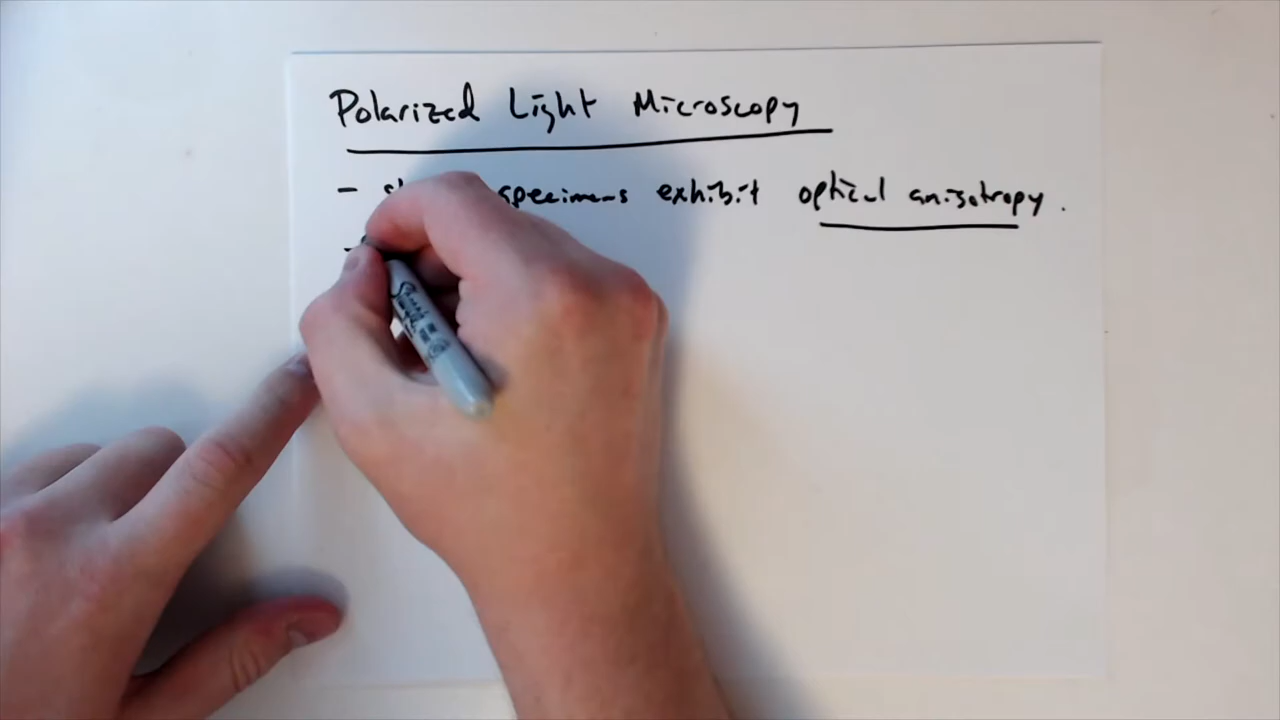 Polarized Light Microscopy
- specimens exhibit optical anisotropy.
-